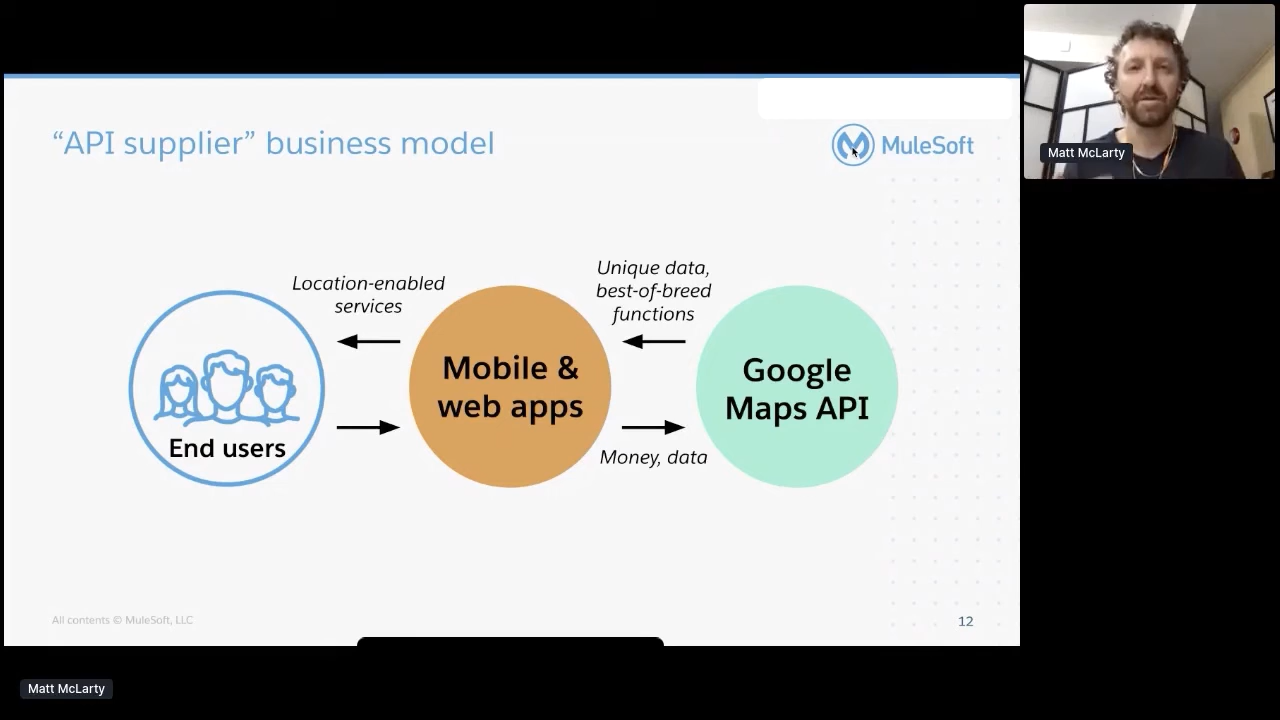 “API supplier” business model
MuleSoft
Matt McLarty
Location-enabled
services
Unique data,
best-of-breed
functions
End users
Mobile &
web apps
Google
Maps API
Money, data
All contents © MuleSoft, LLC
12
Matt McLarty